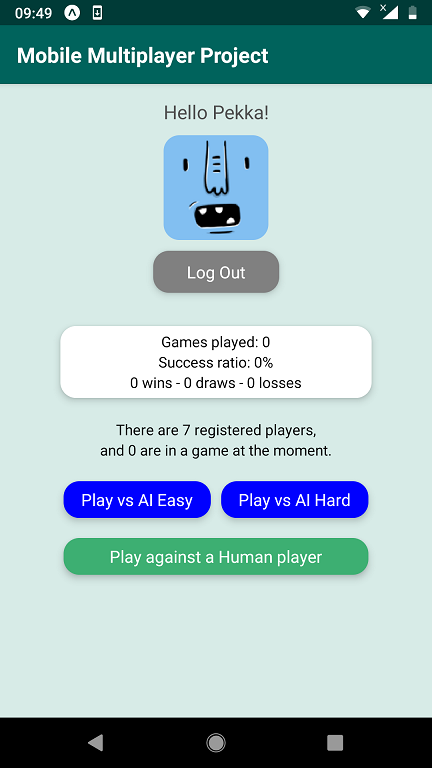 09:49
Mobile Multiplayer Project
Hello Pekka!
Log Out
Games played: 0
Success ratio: 0%
0 wins - 0 draws - 0 losses
There are 7 registered players,
and 0 are in a game at the moment.
Play vs AI Easy
Play vs AI Hard
Play against a Human player